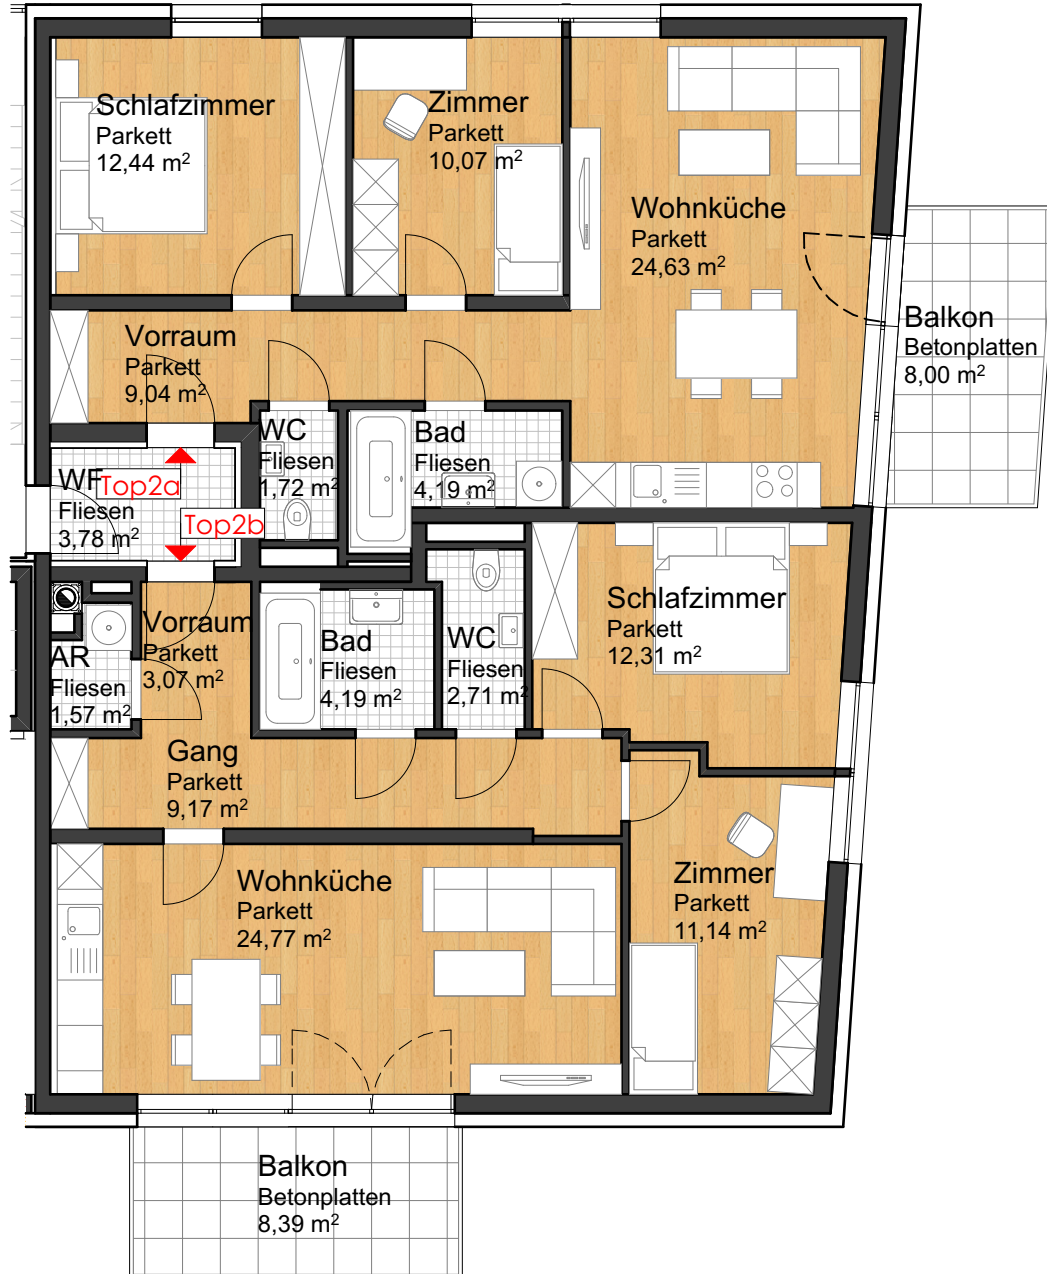 Schlafzimmer
Parkett
12,44 m²
Zimmer
Parkett
10,07 m²
Wohnküche
Parkett
24,63 m²
Balkon
Betonplatten
8,00 m²
Vorraum
Parkett
9,04 m²
WC
Fliesen
1,72 m²
Bad
Fliesen
4,19 m²
WF
Fliesen
3,78 m²
Top2a
Top2b
Schlafzimmer
Parkett
12,31 m²
Vorraum
Parkett
3,07 m²
Bad
Fliesen
4,19 m²
WC
Fliesen
2,71 m²
AR
Fliesen
1,57 m²
Gang
Parkett
9,17 m²
Wohnküche
Parkett
24,77 m²
Zimmer
Parkett
11,14 m²
Balkon
Betonplatten
8,39 m²